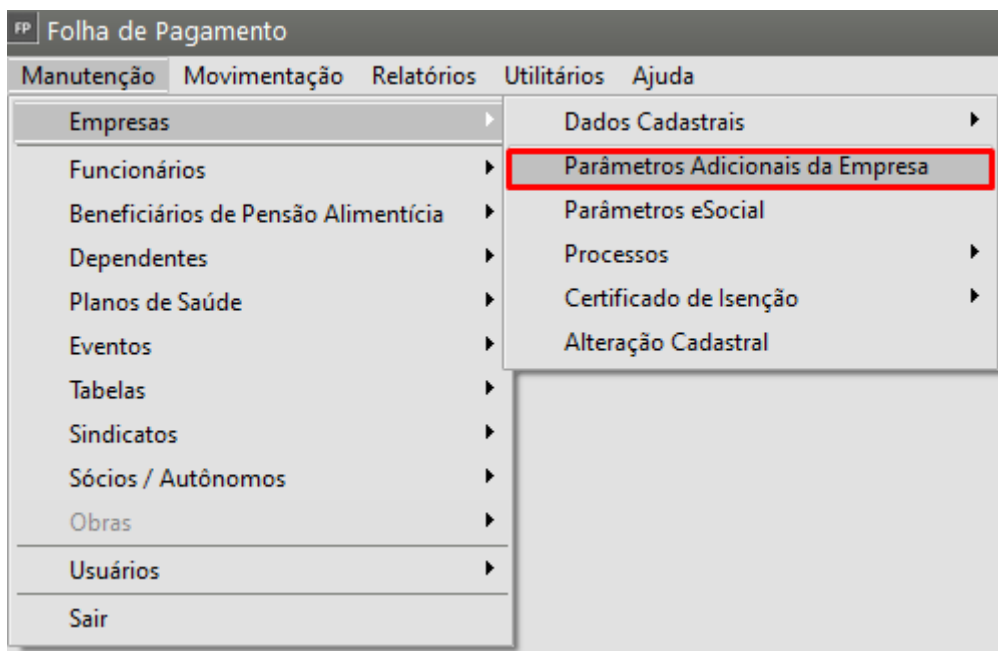 FP Folha de Pagamento
Manutenção Movimentação Relatórios Utilitários Ajuda
Empresas
Funcionários
Beneficiários de Pensão Alimentícia
Dependentes
Planos de Saúde
Eventos
Tabelas
Sindicatos
Sócios / Autônomos
Obras
Usuários
Sair
Dados Cadastrais
Parâmetros Adicionais da Empresa
Parâmetros eSocial
Processos
Certificado de Isenção
Alteração Cadastral